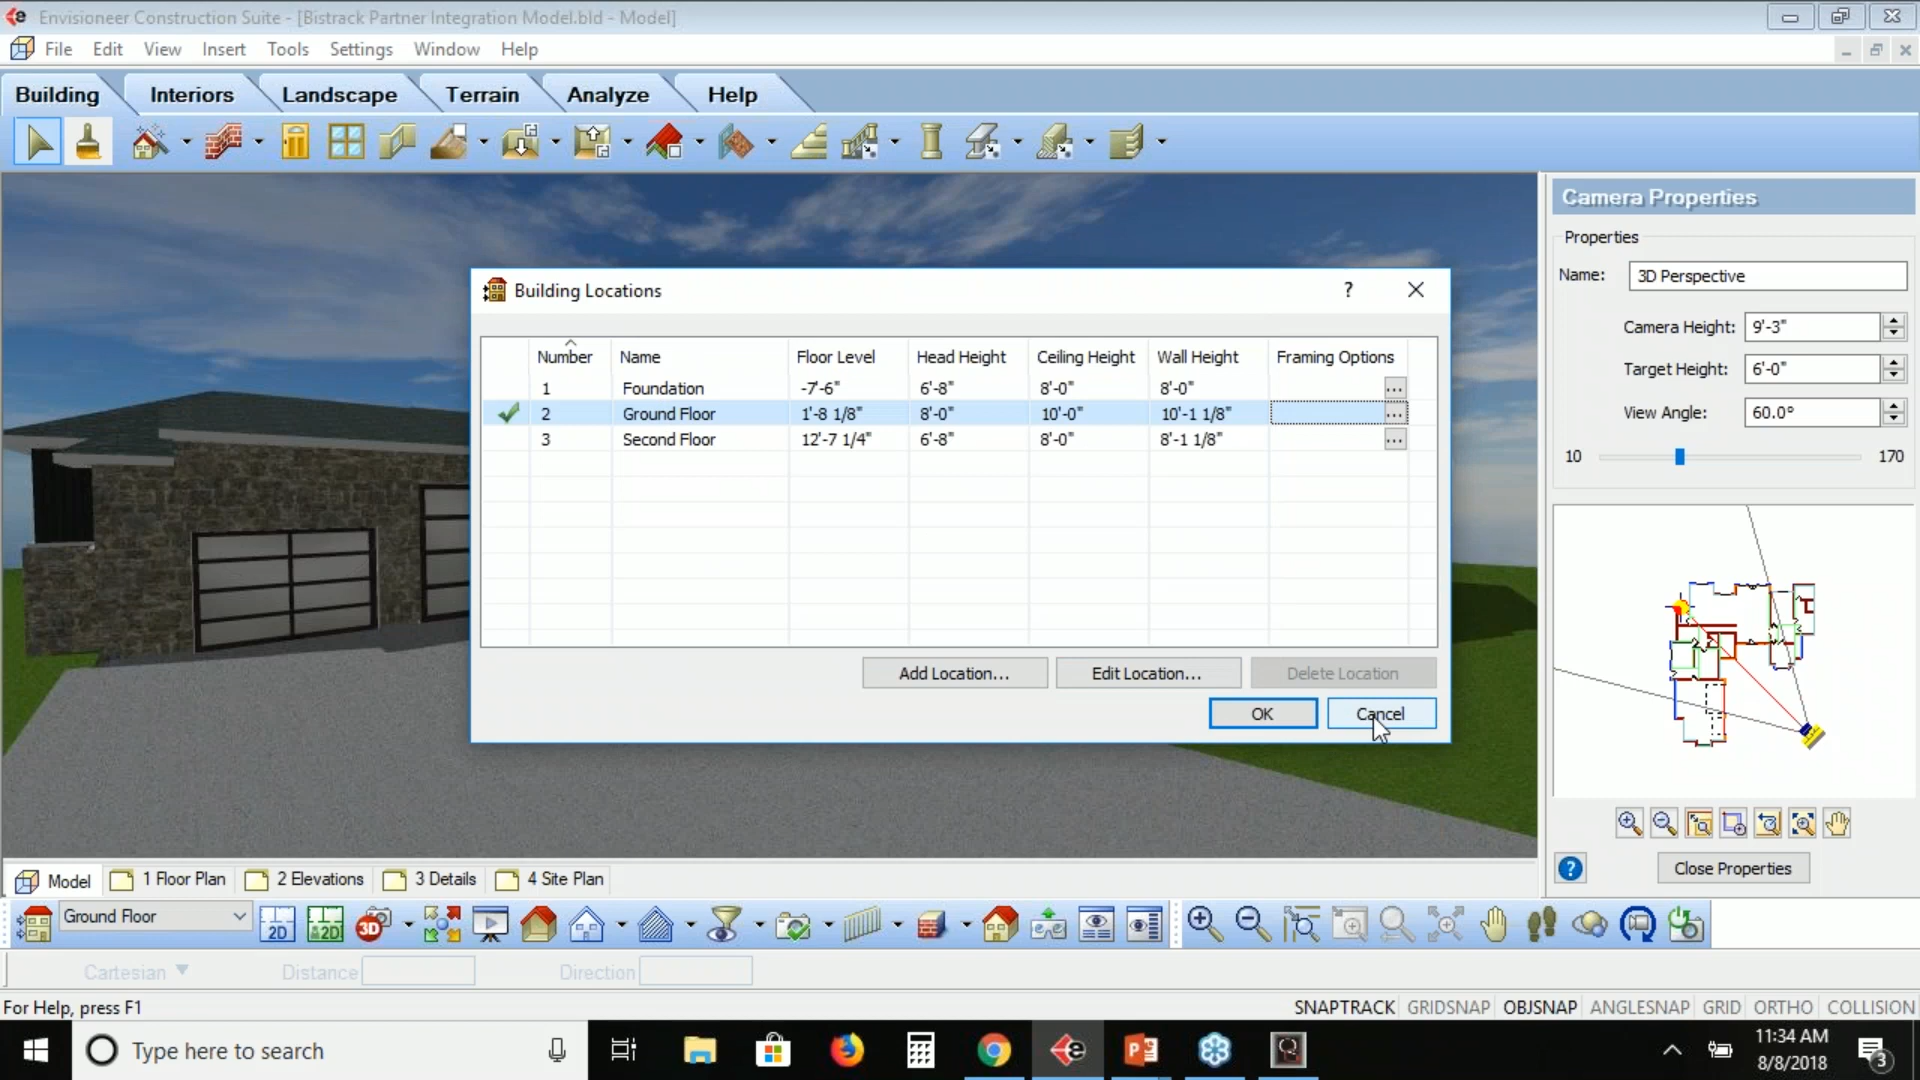 Envisioneer Construction Suite - [Bistrack Partner Integration Model.bld - Model]
File Edit View Insert Tools Settings Window Help
Building Interiors Landscape Terrain Analyze Help
Camera Properties
Properties
Name: 3D Perspective
Camera Height: 9'-3"
Target Height: 6'-0"
View Angle: 60.0°
10 170
Building Locations
Number Name Floor Level Head Height Ceiling Height Wall Height Framing Options
1 Foundation -7'-6" 6'-8" 8'-0" 8'-0" ...
2 Ground Floor 1'-8 1/8" 8'-0" 10'-0" 10'-1 1/8" ...
3 Second Floor 12'-7 1/4" 6'-8" 8'-0" 8'-1 1/8" ...
Add Location... Edit Location... Delete Location
OK Cancel
Close Properties
Model 1 Floor Plan 2 Elevations 3 Details 4 Site Plan
Ground Floor 2D 2D 3D
Cartesian Distance Direction
For Help, press F1
SNAPTRACK GRIDSNAP OBJSNAP ANGLESNAP GRID ORTHO COLLISION
Type here to search
11:34 AM
8/8/2018
3